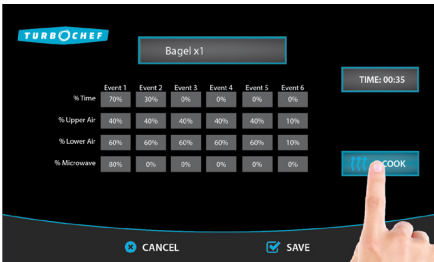 TURBOCHEF
Bagel x1
TIME: 00:35
Event 1 Event 2 Event 3 Event 4 Event 5 Event 6
% Time 70% 30% 0% 0% 0% 0%
% Upper Air 40% 40% 40% 40% 40% 10%
% Lower Air 60% 60% 60% 60% 60% 10%
% Microwave 80% 0% 0% 0% 0% 0%
COOK
CANCEL SAVE